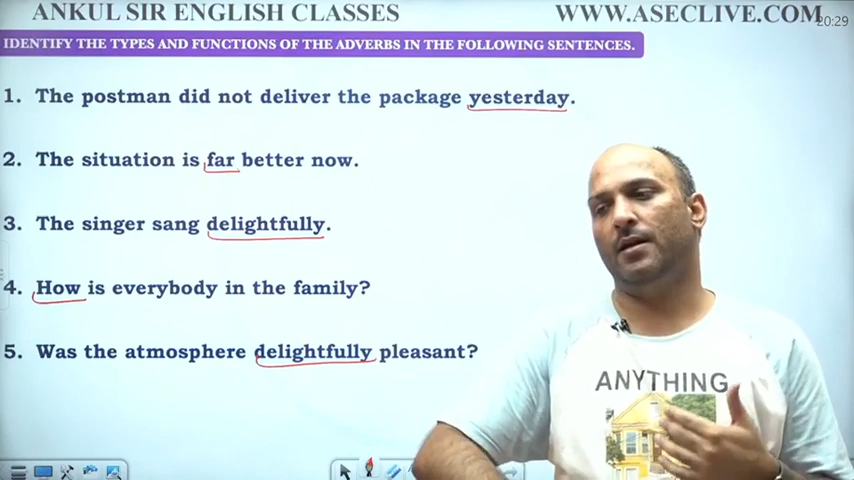 ANKUL SIR ENGLISH CLASSES
WWW.ASECLIVE.COM
20:29
IDENTIFY THE TYPES AND FUNCTIONS OF THE ADVERBS IN THE FOLLOWING SENTENCES.
1. The postman did not deliver the package yesterday.
2. The situation is far better now.
3. The singer sang delightfully.
4. How is everybody in the family?
5. Was the atmosphere delightfully pleasant?
ANYTHING